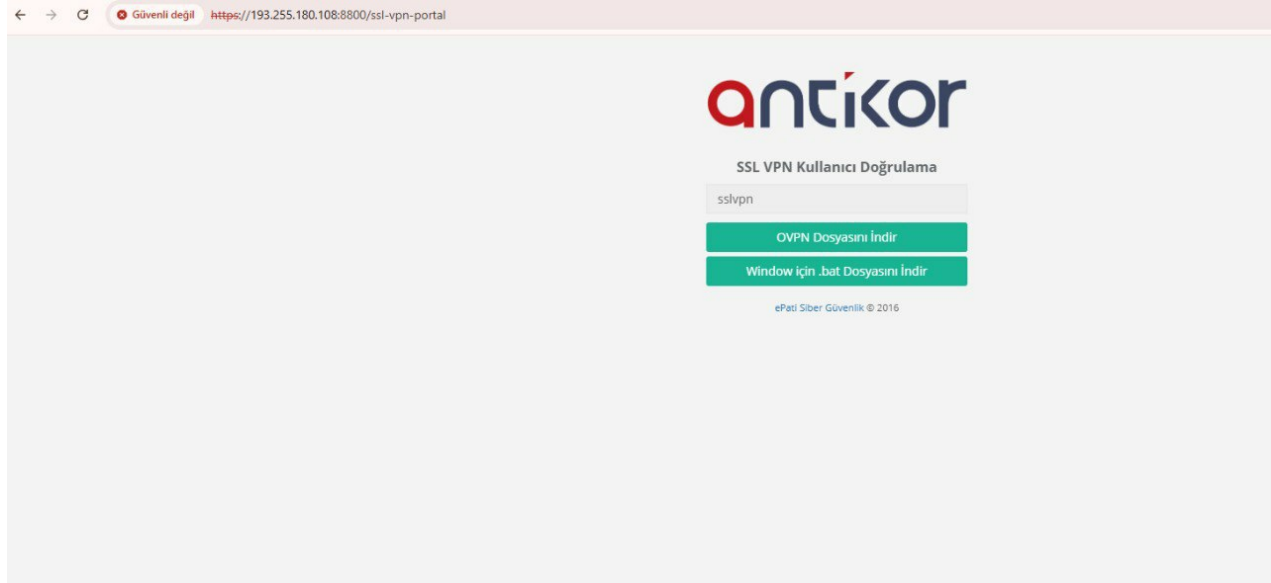 Güvenli değil https://193.255.180.108:8800/ssl-vpn-portal
antikor
SSL VPN Kullanıcı Doğrulama
sslvpn
OVPN Dosyasını İndir
Window için .bat Dosyasını İndir
ePati Siber Güvenlik © 2016